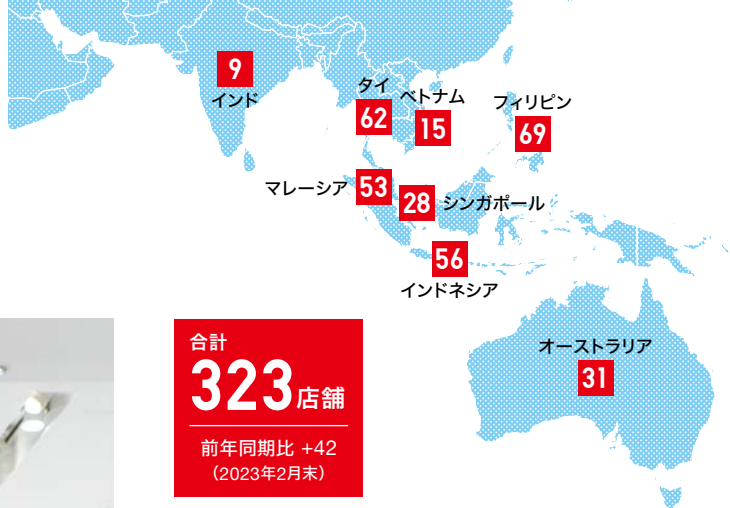 9
インド
タイ
62
ベトナム
15
フィリピン
69
マレーシア 53
28 シンガポール
56
インドネシア
オーストラリア
31
合計
323店舗
前年同期比 +42
（2023年2月末）